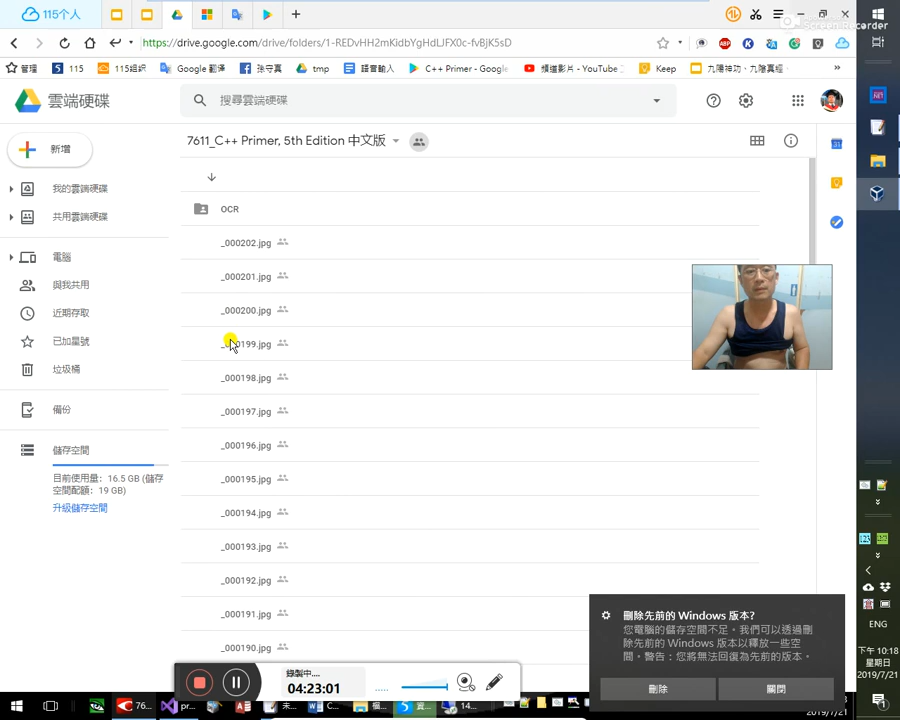 115个人
Screen Recorder
https://drive.google.com/drive/folders/1-REDvHH2mKidbYgHdLJFX0c-fvBjK5sD
管理
115
115組织
Google 翻譯
孫守真
tmp
語音輸入
C++ Primer - Google
頻道影片 - YouTube
Keep
九陽神功、九陰真經
雲端硬碟
搜尋雲端硬碟
新增
7611_C++ Primer, 5th Edition 中文版
我的雲端硬碟
共用雲端硬碟
電腦
與我共用
近期存取
已加星號
垃圾桶
備份
儲存空間
目前使用量：16.5 GB (儲存
空間配額：19 GB)
升級儲存空間
OCR
_000202.jpg
_000201.jpg
_000200.jpg
_000199.jpg
_000198.jpg
_000197.jpg
_000196.jpg
_000195.jpg
_000194.jpg
_000193.jpg
_000192.jpg
_000191.jpg
_000190.jpg
刪除先前的 Windows 版本?
您電腦的儲存空間不足。我們可以透過刪
除先前的 Windows 版本以釋放一些空
間。警告：您將無法回復為先前的版本。
刪除
關閉
錄製中....
04:23:01
ENG
下午 10:18
星期日
2019/7/21